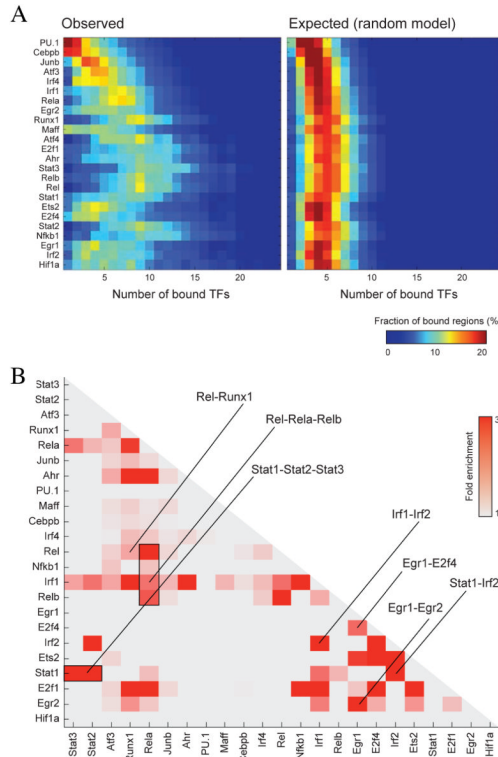 A
Observed
Expected (random model)
PU.1
Cebpb
Junb
Atf3
Irf4
Irf1
Rela
Egr2
Runx1
Maff
Atf4
E2f1
Ahr
Stat3
Relb
Rel
Stat1
Ets2
E2f4
Stat2
Nfkb1
Egr1
Irf2
Hif1a
5 10 15 20
5 10 15 20
Number of bound TFs
Number of bound TFs
Fraction of bound regions (%
0 10 20
B
Stat3
Stat2
Atf3
Runx1
Rela
Junb
Ahr
PU.1
Maff
Cebpb
Irf4
Rel
Nfkb1
Irf1
Relb
Egr1
E2f4
Irf2
Ets2
Stat1
E2f1
Egr2
Hif1a
Rel-Runx1
Rel-Rela-Relb
Stat1-Stat2-Stat3
Irf1-Irf2
Egr1-E2f4
Stat1-Irf2
Egr1-Egr2
3
Fold enrichment
1
Stat3 Stat2 Atf3 Runx1 Rela Junb Ahr PU.1 Maff Cebpb Irf4 Rel Nfkb1 Irf1 Relb Egr1 E2f4 Irf2 Ets2 Stat1 E2f1 Egr2 Hif1a